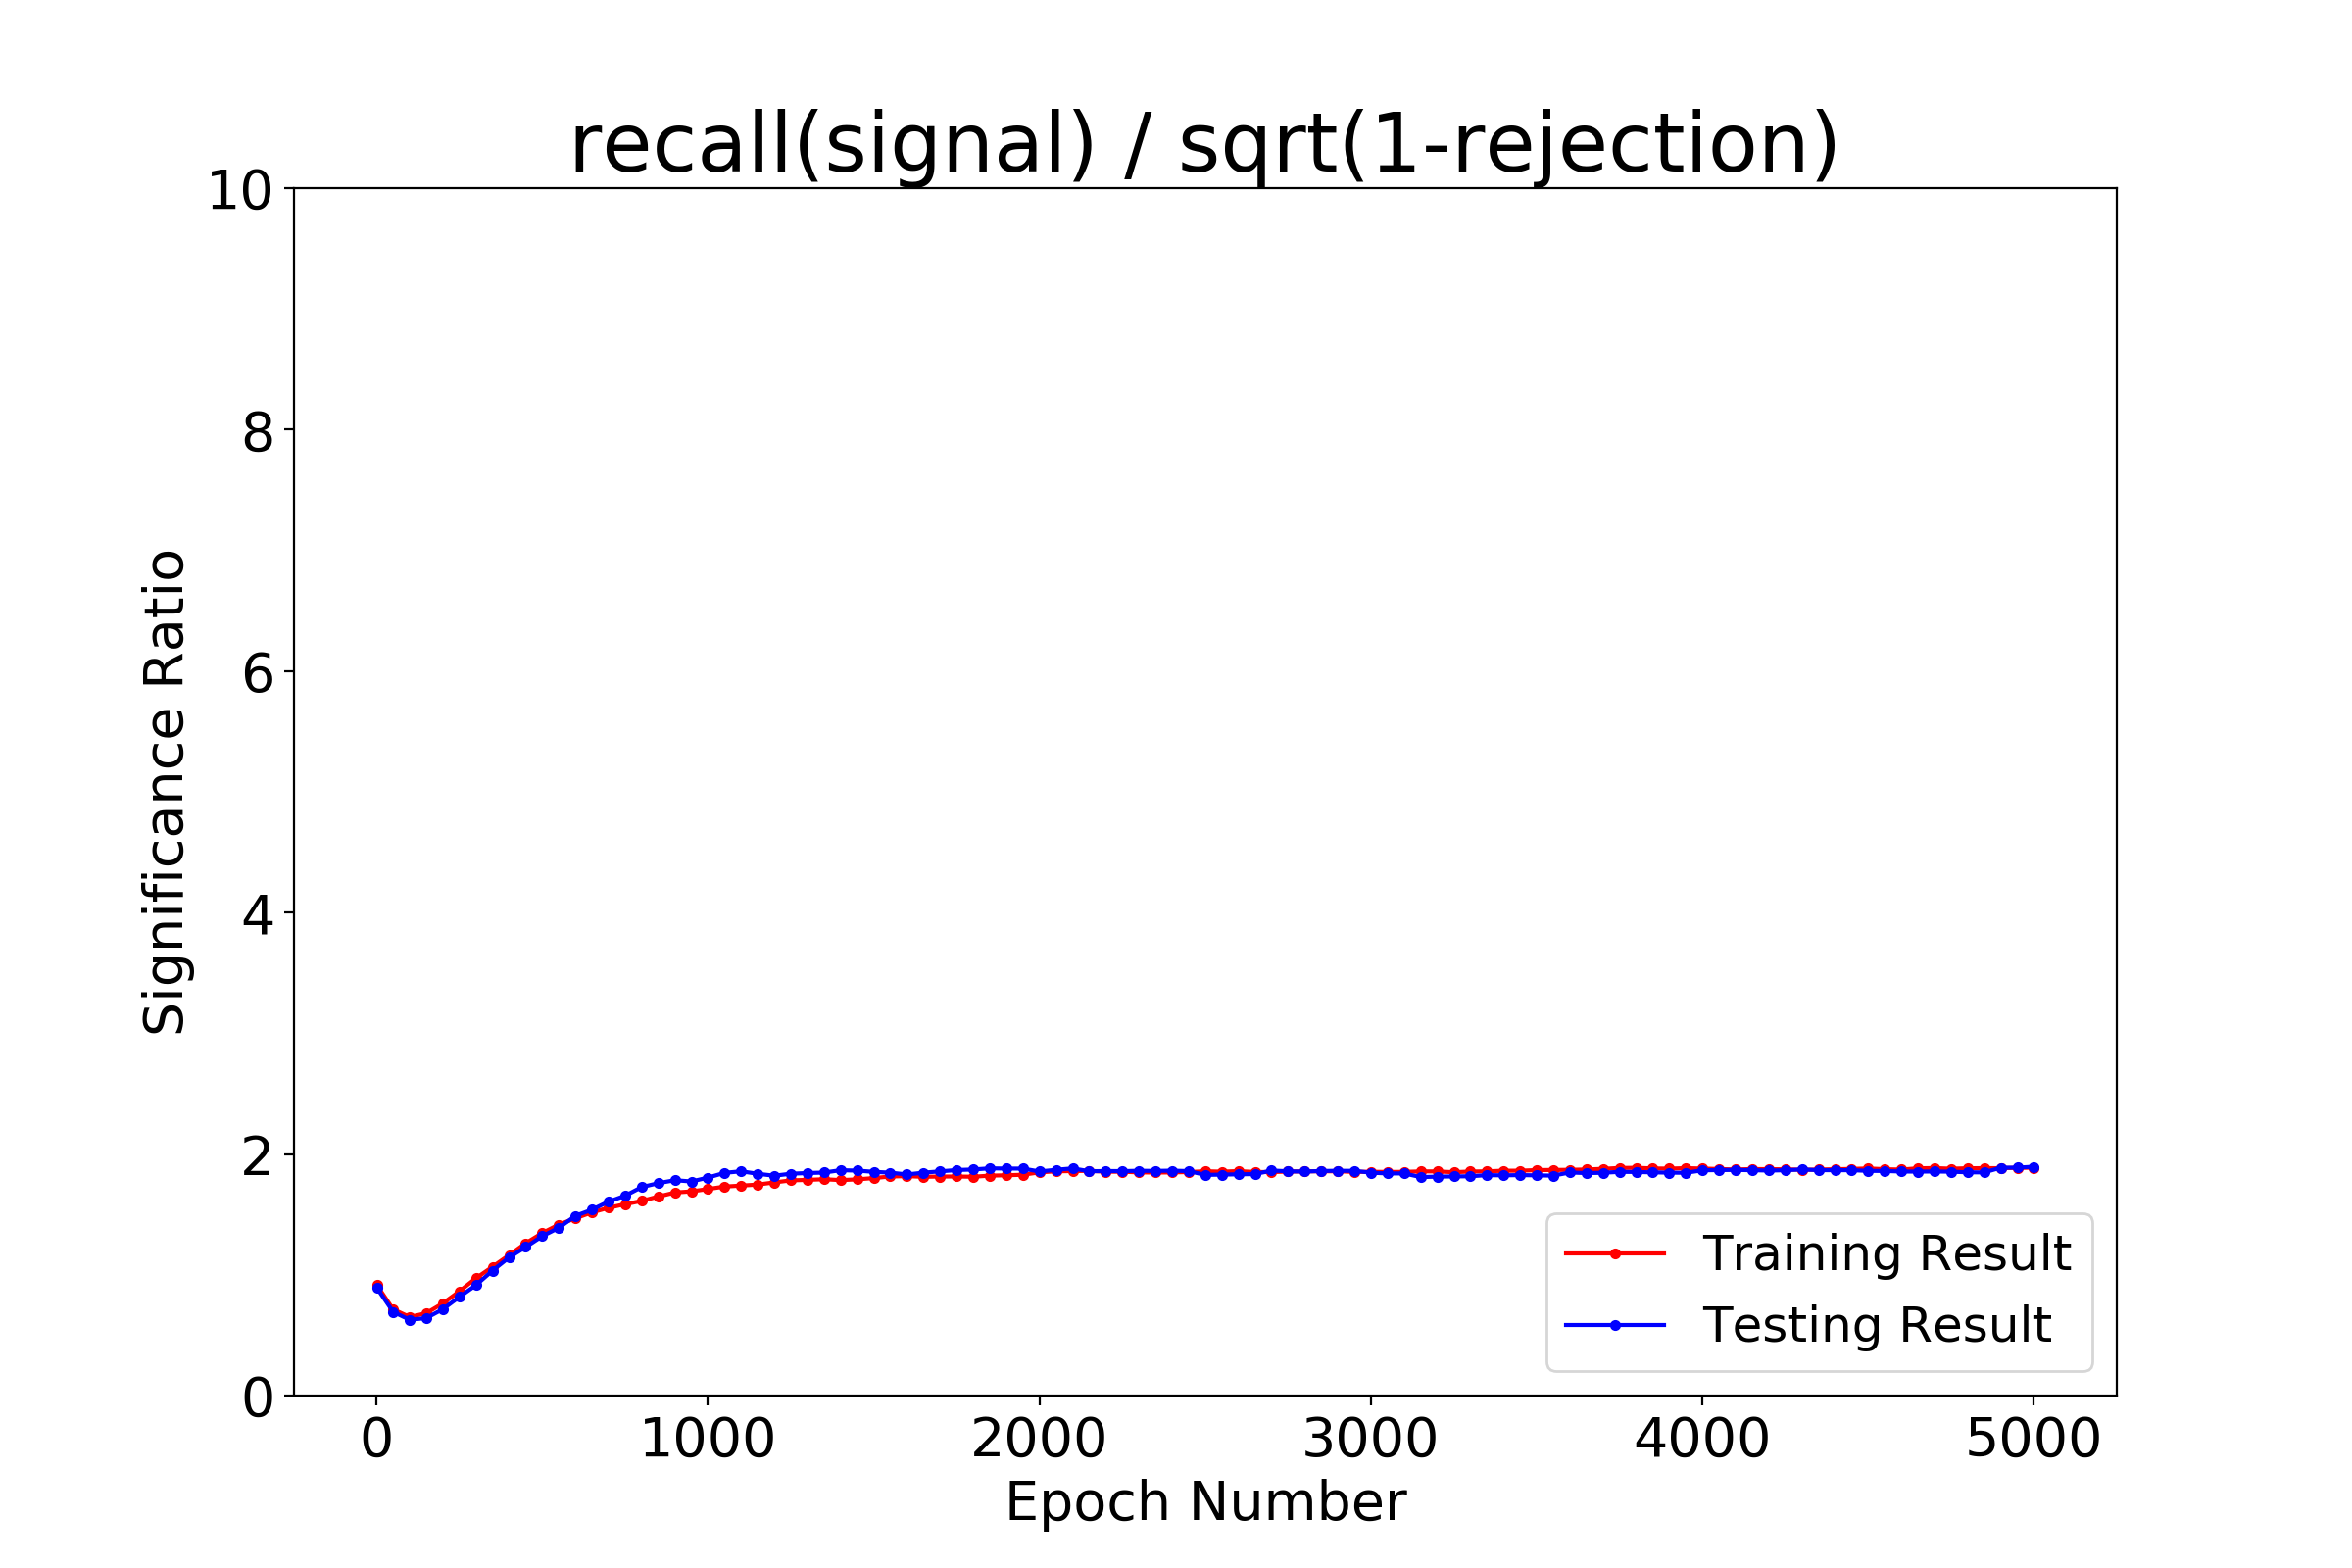 recall(signal) / sqrt(1-rejection)
10
8
6
4
2
0
Significance Ratio
0 1000 2000 3000 4000 5000
Epoch Number
Training Result
Testing Result